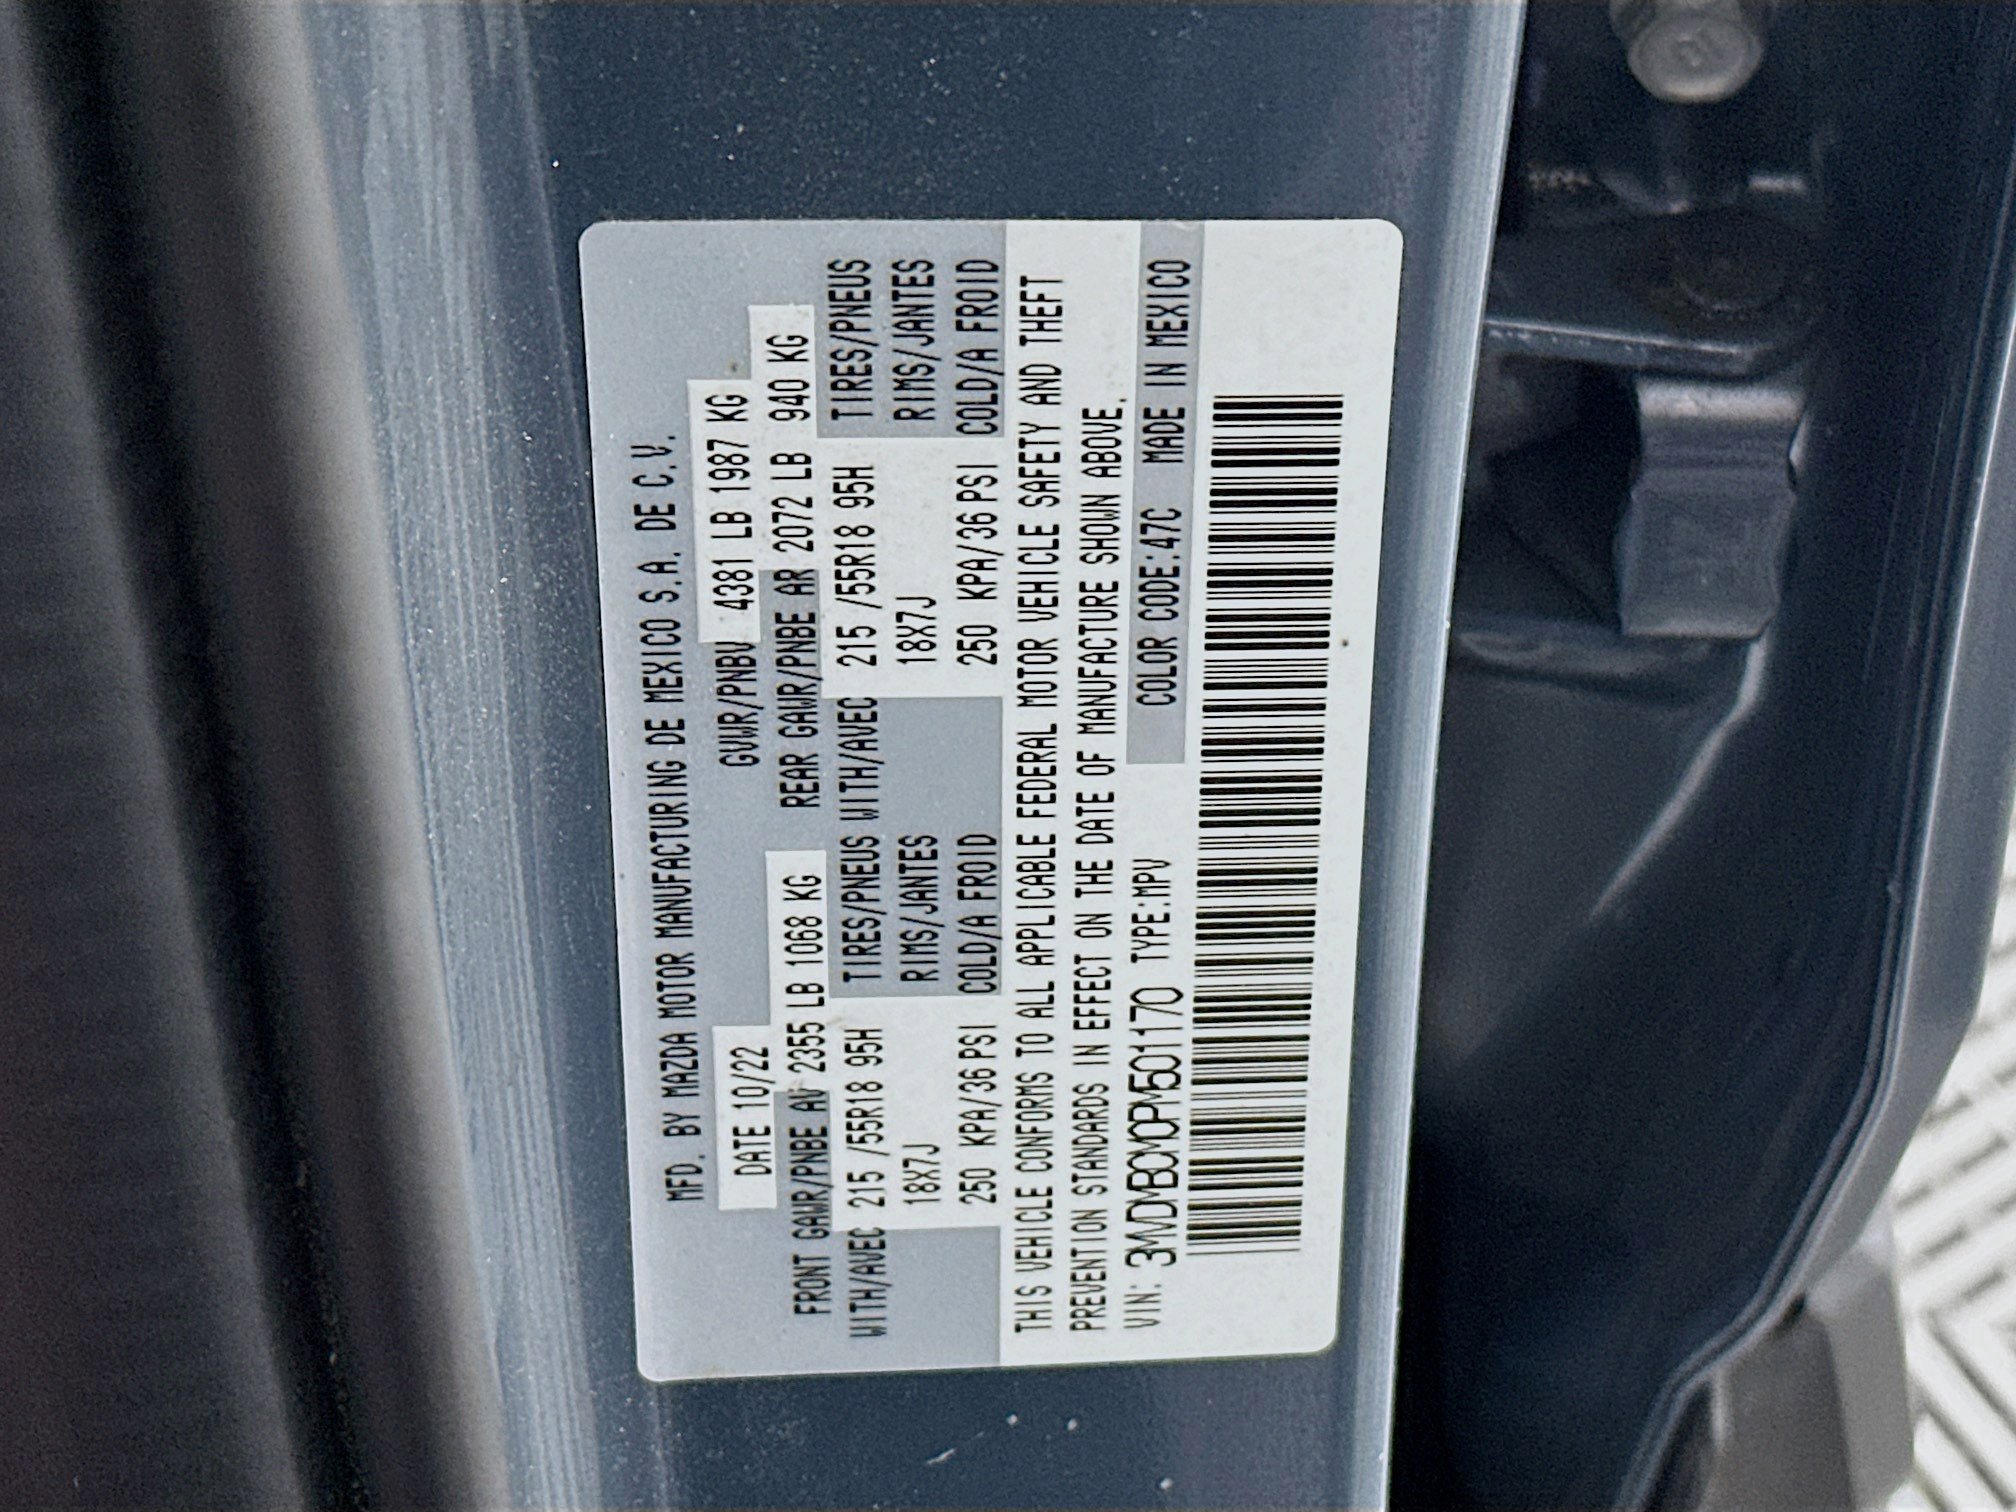 MFD. BY MAZDA MOTOR MANUFACTURING DE MEXICO S.A. DE C.V.
DATE 10/22 GVWR/PNBV 4381 LB 1987 KG
FRONT GAWR/PNBE AV 2355 LB 1068 KG REAR GAWR/PNBE AR 2072 LB 940 KG
WITH/AVEC 215 /55R18 95H TIRES/PNEUS WITH/AVEC 215 /55R18 95H TIRES/PNEUS
18X7J RIMS/JANTES 18X7J RIMS/JANTES
250 KPA/36 PSI COLD/A FROID 250 KPA/36 PSI COLD/A FROID
THIS VEHICLE CONFORMS TO ALL APPLICABLE FEDERAL MOTOR VEHICLE SAFETY AND THEFT
PREVENTION STANDARDS IN EFFECT ON THE DATE OF MANUFACTURE SHOWN ABOVE.
VIN: 3MVDMBCM0PM501170 TYPE:MPV COLOR CODE:47C MADE IN MEXICO